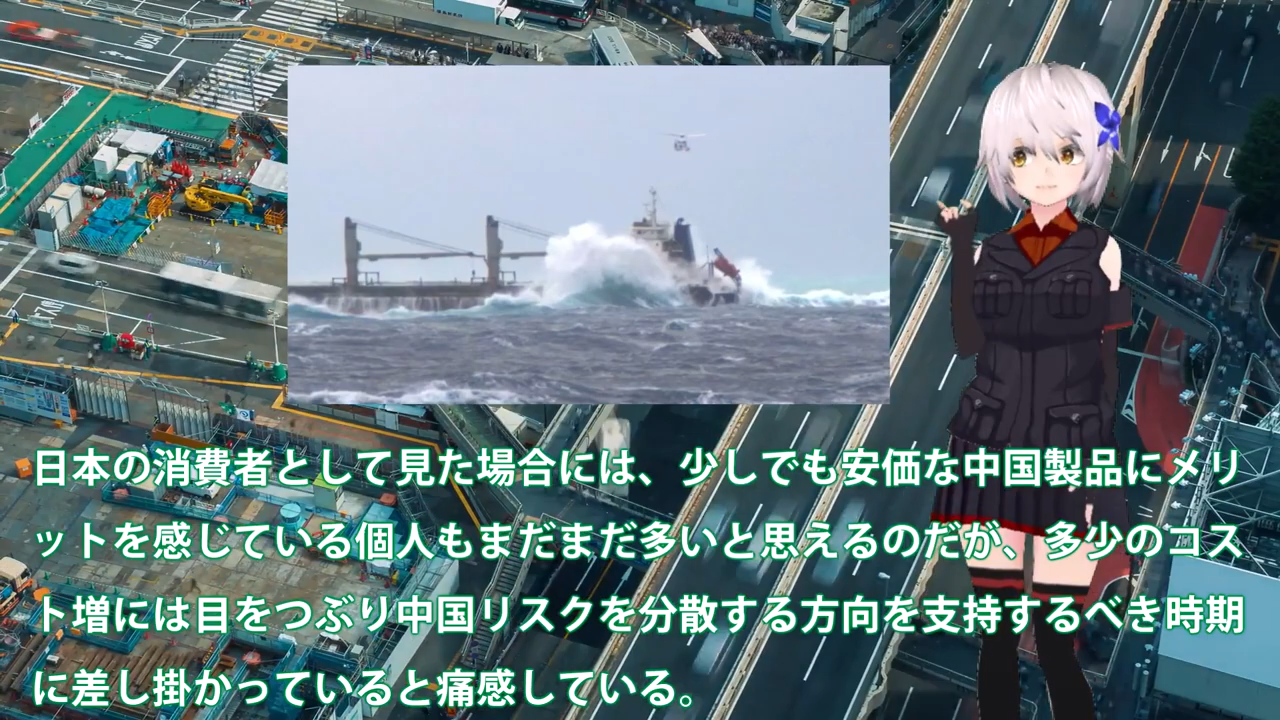 日本の消費者として見た場合には、少しでも安価な中国製品にメリ
ットを感じている個人もまだまだ多いと思えるのだが、多少のコス
ト増には目をつぶり中国リスクを分散する方向を支持するべき時期
に差し掛かっていると痛感している。